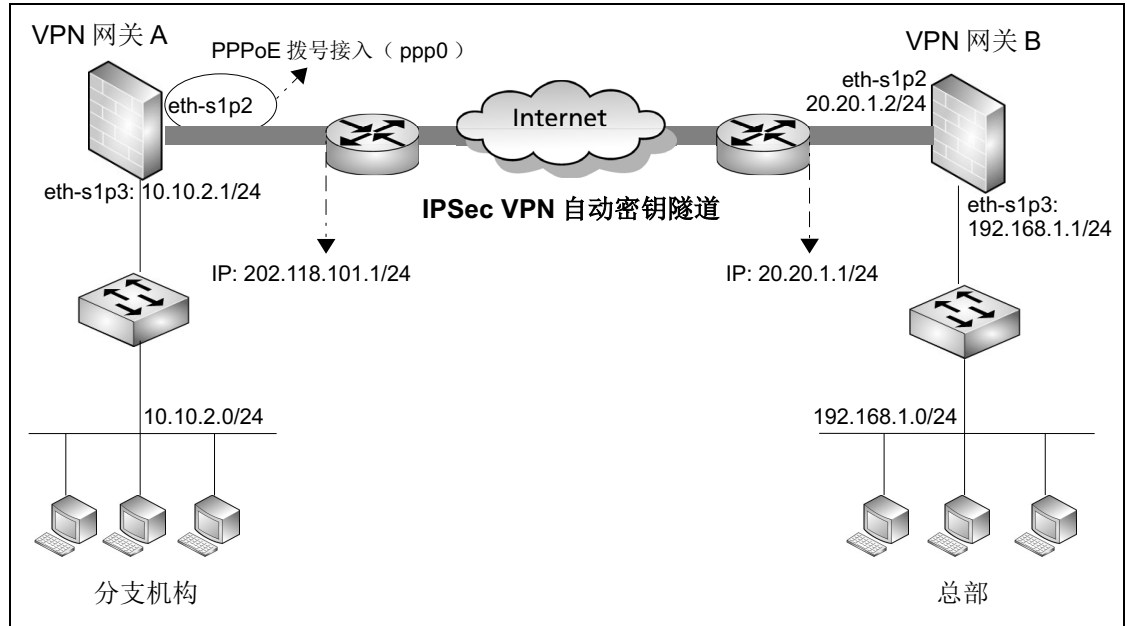 VPN 网关 A
PPPoE 拨号接入（ ppp0 ）
VPN 网关 B
eth-s1p2
eth-s1p2
20.20.1.2/24
Internet
eth-s1p3: 10.10.2.1/24
IPSec VPN 自动密钥隧道
eth-s1p3:
192.168.1.1/24
IP: 202.118.101.1/24
IP: 20.20.1.1/24
10.10.2.0/24
192.168.1.0/24
分支机构
总部